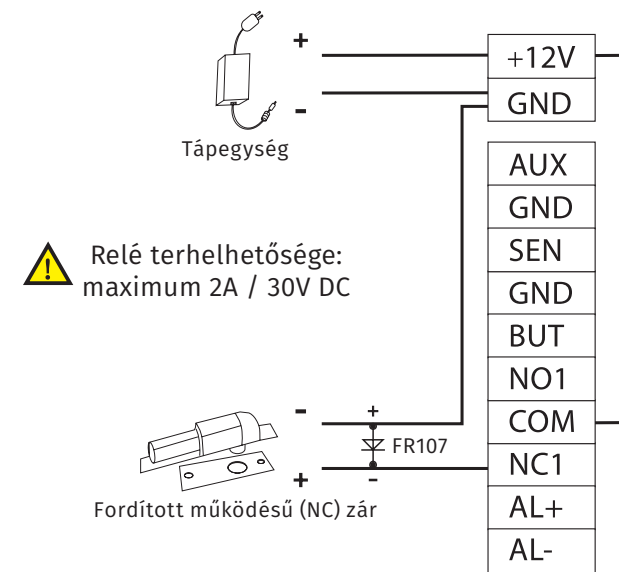 +
-
Tápegység
Relé terhelhetősége:
maximum 2A / 30V DC
-
+
+
-
FR107
Fordított működésű (NC) zár
+12V
GND
AUX
GND
SEN
GND
BUT
NO1
COM
NC1
AL+
AL-